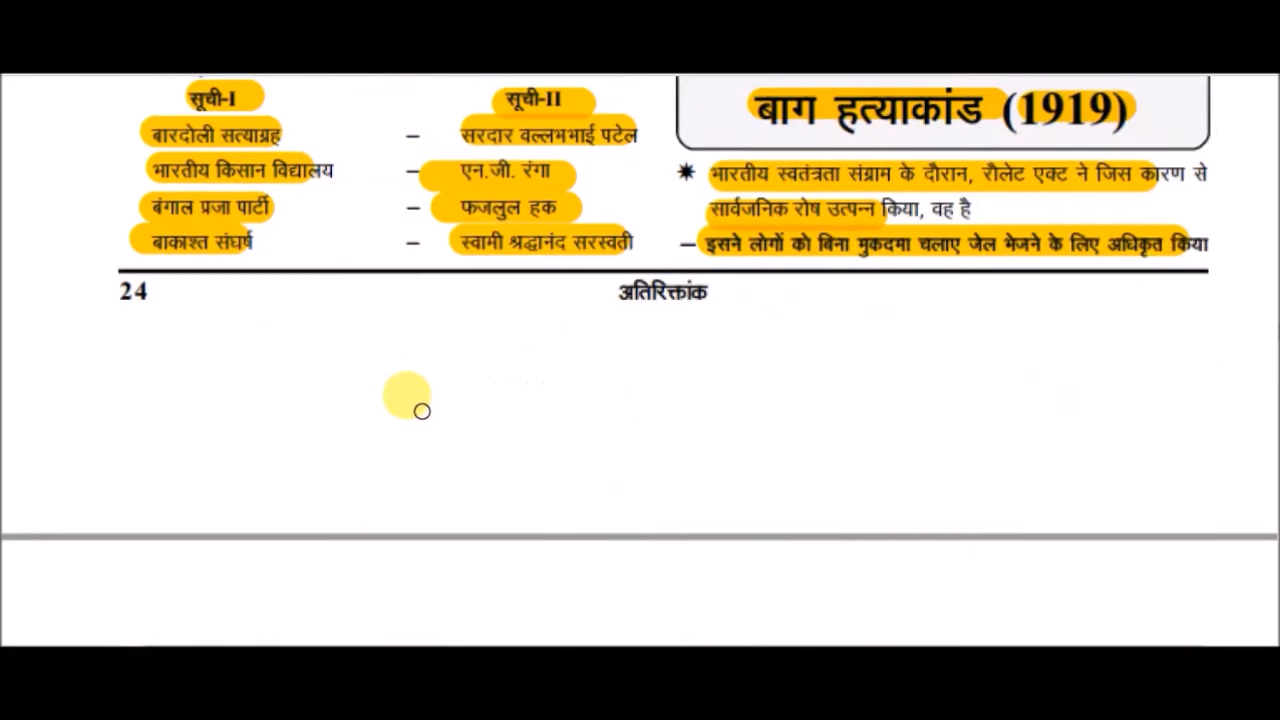 सूची-I सूची-II
बारदोली सत्याग्रह – सरदार वल्लभभाई पटेल
भारतीय किसान विद्यालय – एन.जी. रंगा
बंगाल प्रजा पार्टी – फजलुल हक
बाकाश्त संघर्ष – स्वामी श्रद्धानंद सरस्वती
बाग हत्याकांड (1919)
✷ भारतीय स्वतंत्रता संग्राम के दौरान, रौलेट एक्ट ने जिस कारण से
सार्वजनिक रोष उत्पन्न किया, वह है
– इसने लोगों को बिना मुकदमा चलाए जेल भेजने के लिए अधिकृत किया
24 अतिरिक्तांक